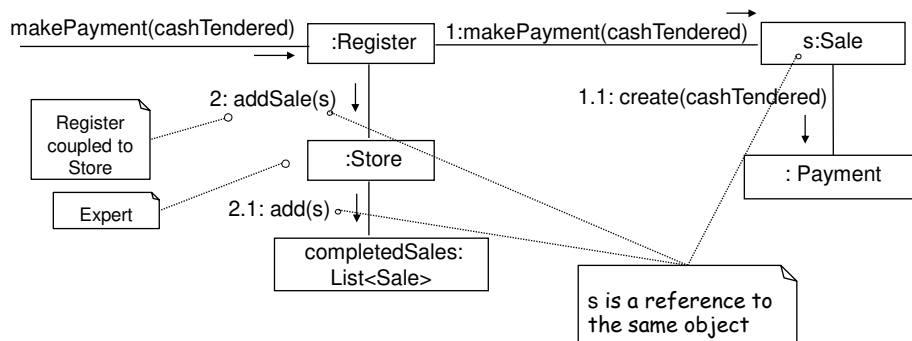 makePayment(cashTendered)
:Register
1:makePayment(cashTendered)
s:Sale
2: addSale(s)
1.1: create(cashTendered)
Register
coupled to
Store
:Store
: Payment
Expert
2.1: add(s)
completedSales:
List<Sale>
s is a reference to
the same object